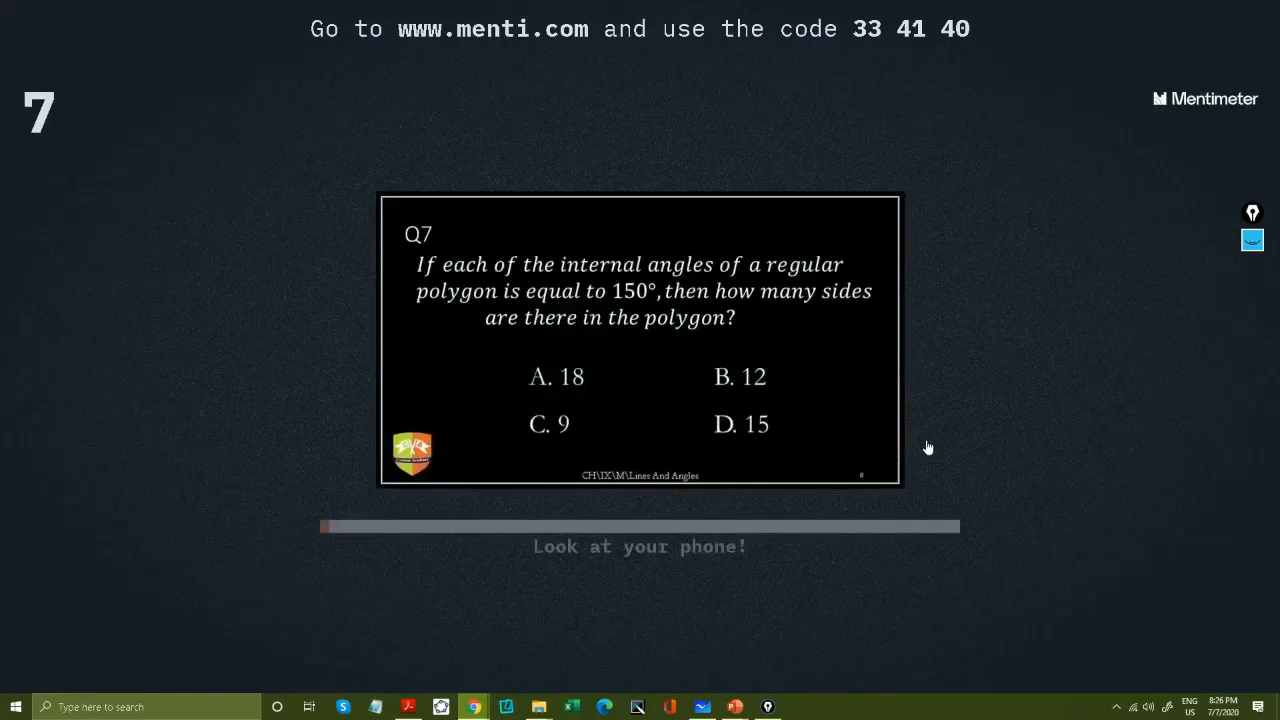 Go to www.menti.com and use the code 33 41 40
7
Mentimeter
Q7
If each of the internal angles of a regular
polygon is equal to 150°, then how many sides
are there in the polygon?
A. 18
B. 12
C. 9
D. 15
CH\IX\M\Lines And Angles
Look at your phone!
Type here to search
ENG
US
8:26 PM
7/7/2020